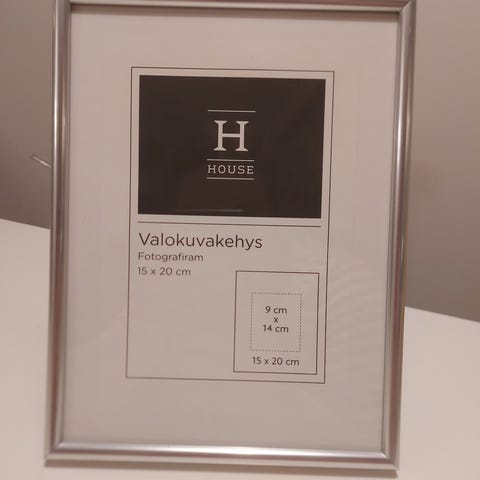 H
HOUSE
Valokuvakehys
Fotografiram
15 x 20 cm
9 cm
x
14 cm
15 x 20 cm